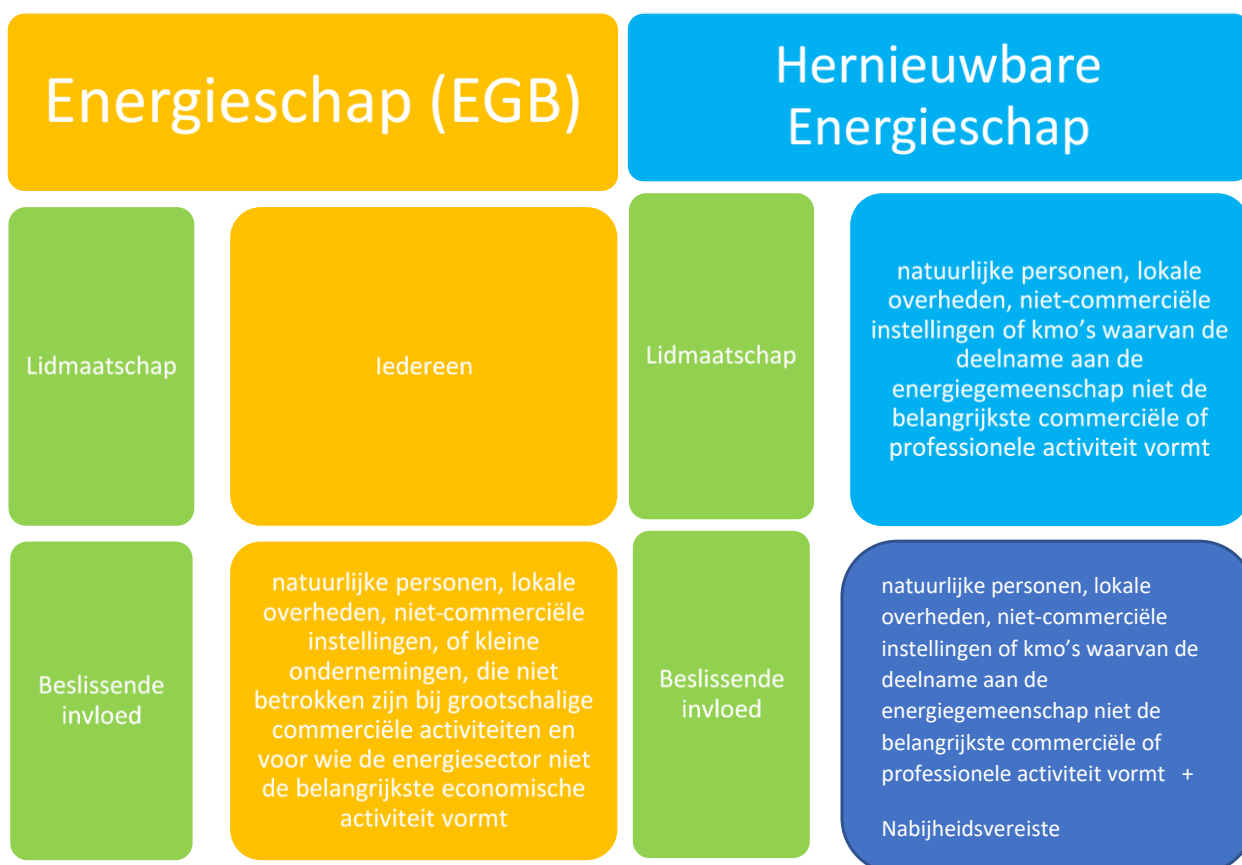 Energieschap (EGB)
Hernieuwbare
Energieschap
Lidmaatschap
Iedereen
Lidmaatschap
natuurlijke personen, lokale
overheden, niet-commerciële
instellingen of kmo’s waarvan de
deelname aan de
energiegemeenschap niet de
belangrijkste commerciële of
professionele activiteit vormt
Beslissende
invloed
natuurlijke personen, lokale
overheden, niet-commerciële
instellingen, of kleine
ondernemingen, die niet
betrokken zijn bij grootschalige
commerciële activiteiten en
voor wie de energiesector niet
de belangrijkste economische
activiteit vormt
Beslissende
invloed
natuurlijke personen, lokale
overheden, niet-commerciële
instellingen of kmo’s waarvan de
deelname aan de
energiegemeenschap niet de
belangrijkste commerciële of
professionele activiteit vormt +
Nabijheidsvereiste